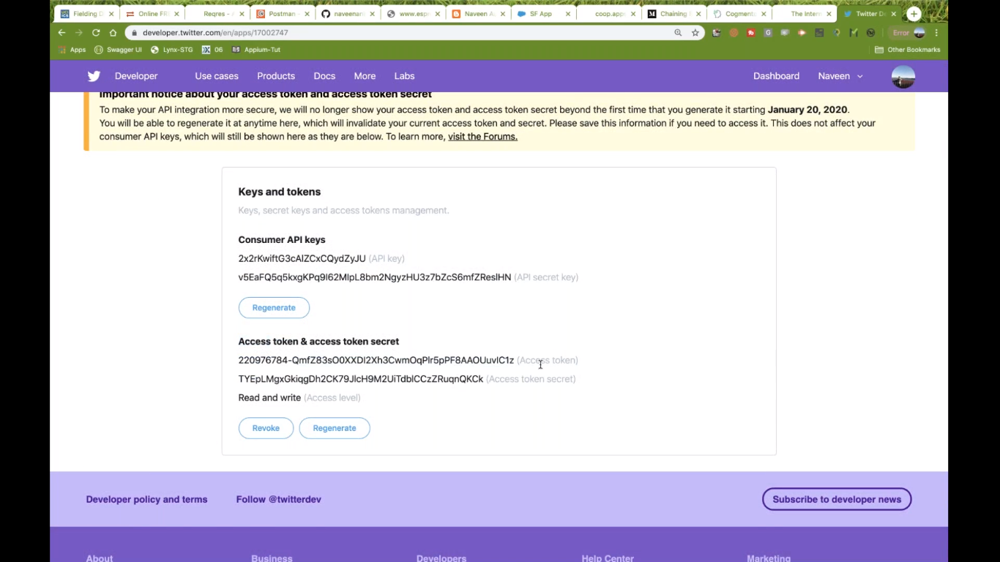 Fielding D
Online FRE
Reqres - A
Postman
naveenan
www.espn
Naveen A
SF App
coop.apps
Chaining
Cogmenta
The Intern
Twitter De
developer.twitter.com/en/apps/17002747
Error
Apps
Swagger UI
Lynx-STG
06
Appium-Tut
Other Bookmarks
Developer
Use cases
Products
Docs
More
Labs
Dashboard
Naveen
Important notice about your access token and access token secret
To make your API integration more secure, we will no longer show your access token and access token secret beyond the first time that you generate it starting January 20, 2020.
You will be able to regenerate it at anytime here, which will invalidate your current access token and secret. Please save this information if you need to access it. This does not affect your
consumer API keys, which will still be shown here as they are below. To learn more, visit the Forums.
Keys and tokens
Keys, secret keys and access tokens management.
Consumer API keys
(API key)
(API secret key)
Regenerate
Access token & access token secret
(Access token)
(Access token secret)
Read and write (Access level)
Revoke
Regenerate
Developer policy and terms
Follow @twitterdev
Subscribe to developer news
About
Business
Developers
Help Center
Marketing